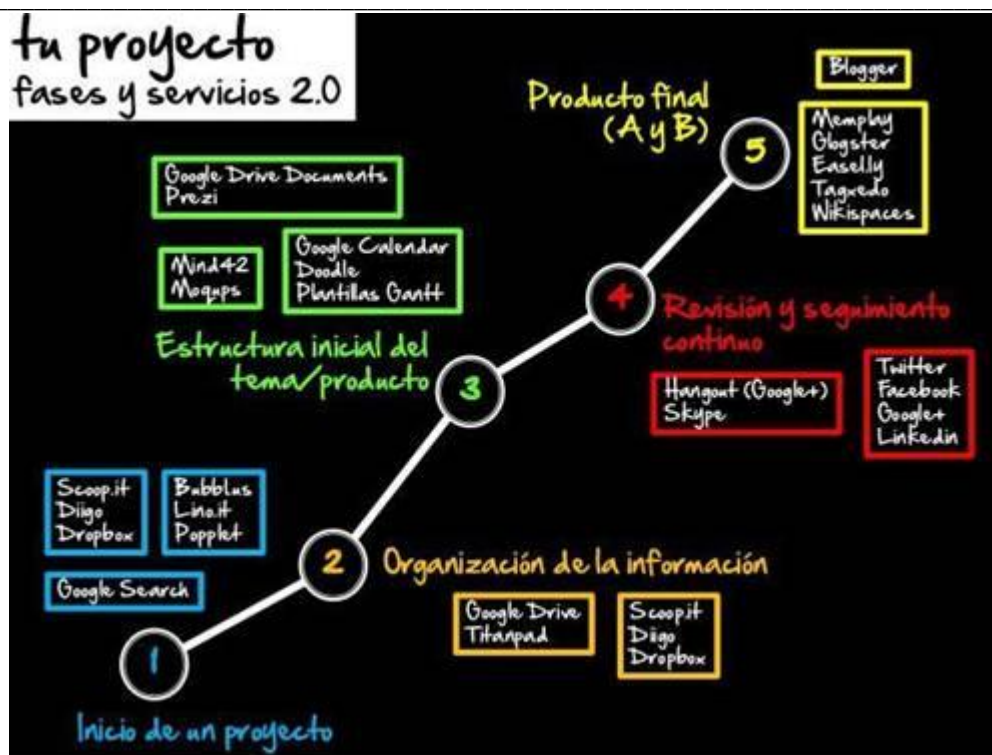 tu proyecto
fases y servicios 2.0
Blogger
Producto final
(A y B)
5
Memplay
Glogster
Easel.ly
Tagxedo
Wikispaces
Google Drive Documents
Prezi
Mind42
Moqups
Google Calendar
Doodle
Plantillas Gantt
4
Revisión y seguimiento
continuo
Estructura inicial del
tema/producto
3
Hangout (Google+)
Skype
Twitter
Facebook
Google+
Linkedin
Scoop.it
Diigo
Dropbox
Bubblus
Lino.it
Popplet
2
Organización de la información
Google Search
Google Drive
Titanpad
Scoop.it
Diigo
Dropbox
1
Inicio de un proyecto